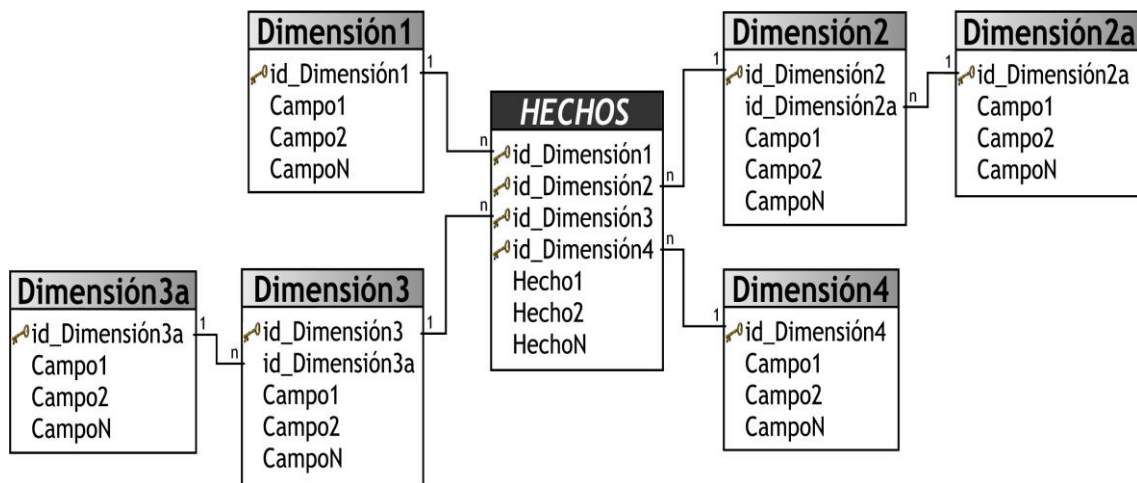 Dimensión1
1
id_Dimensión1
Campo1
Campo2
CampoN
HECHOS
n
id_Dimensión1
id_Dimensión2
n
n
id_Dimensión3
id_Dimensión4
n
Hecho1
Hecho2
HechoN
Dimensión2
1
id_Dimensión2
id_Dimensión2a
n
Campo1
Campo2
CampoN
Dimensión2a
1
id_Dimensión2a
Campo1
Campo2
CampoN
Dimensión3a
id_Dimensión3a
1
Campo1
Campo2
CampoN
Dimensión3
id_Dimensión3
1
n
id_Dimensión3a
Campo1
Campo2
CampoN
Dimensión4
1
id_Dimensión4
Campo1
Campo2
CampoN